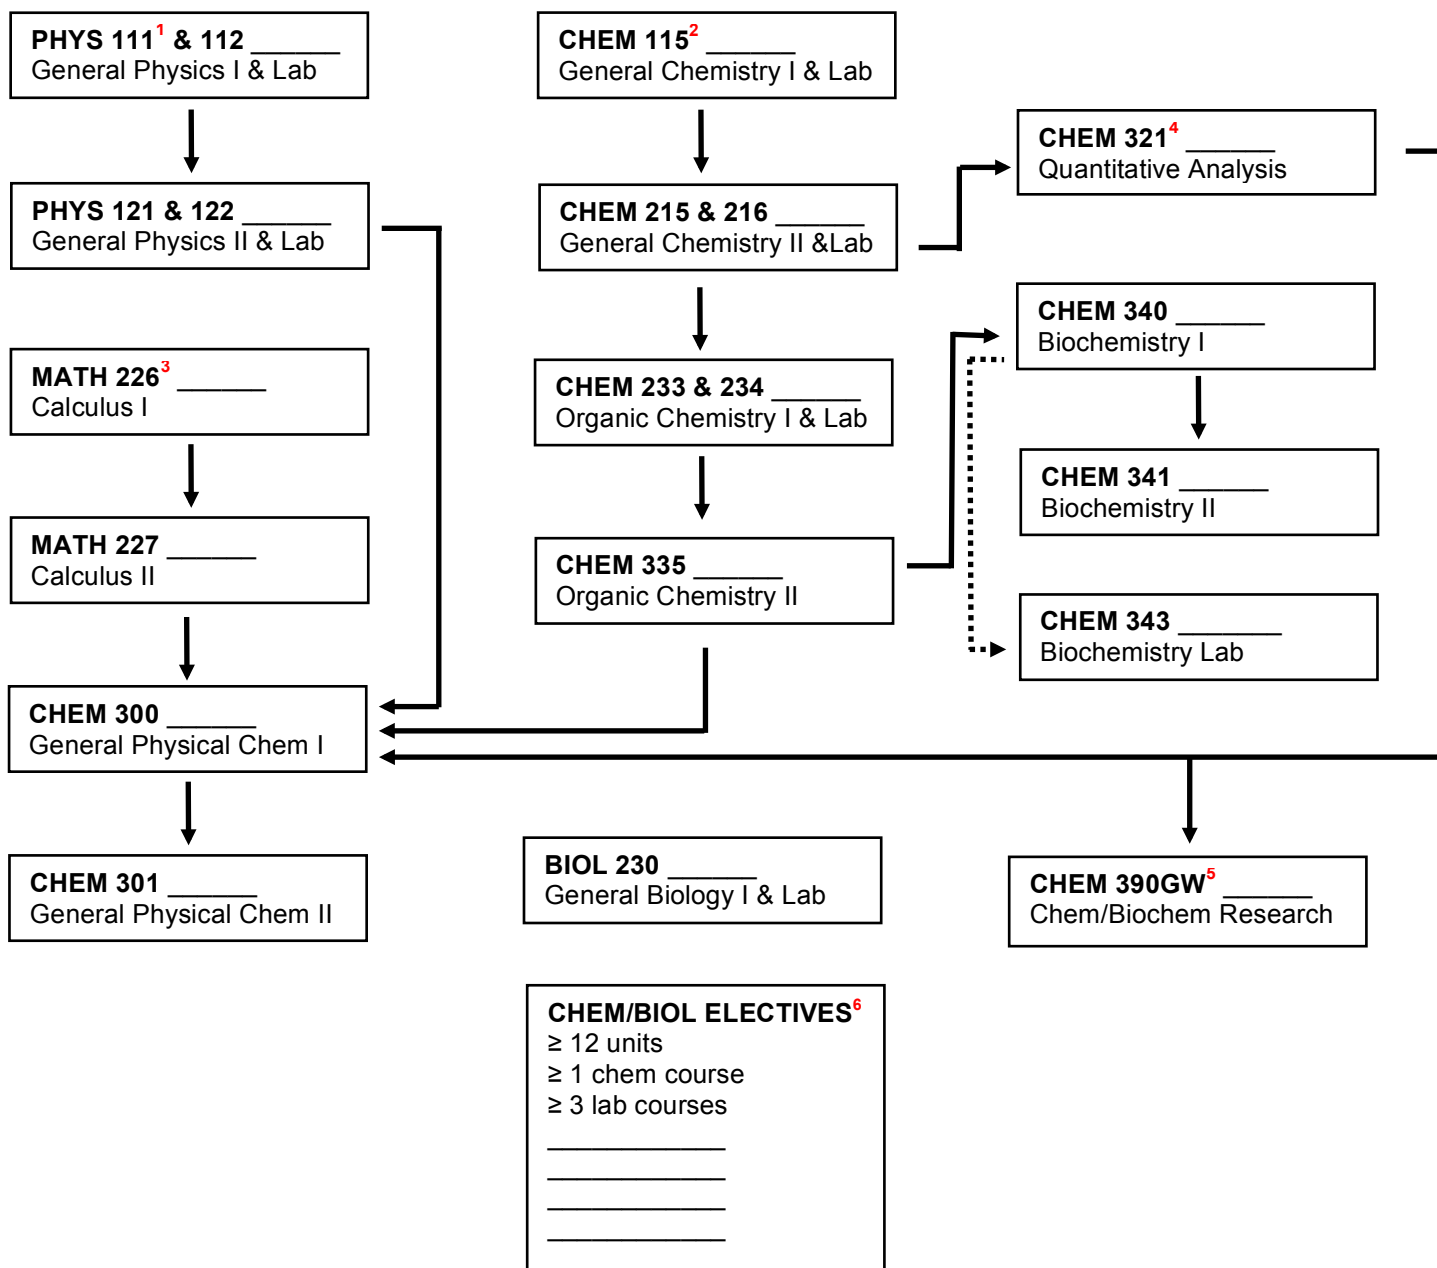 PHYS 111¹ & 112 ______
General Physics I & Lab
PHYS 121 & 122 ______
General Physics II & Lab
MATH 226³ ______
Calculus I
MATH 227 ______
Calculus II
CHEM 300 ______
General Physical Chem I
CHEM 301 ______
General Physical Chem II
CHEM 115² ______
General Chemistry I & Lab
CHEM 215 & 216 ______
General Chemistry II &Lab
CHEM 233 & 234 ______
Organic Chemistry I & Lab
CHEM 335 ______
Organic Chemistry II
BIOL 230 ______
General Biology I & Lab
CHEM/BIOL ELECTIVES⁶
≥ 12 units
≥ 1 chem course
≥ 3 lab courses
____________
____________
____________
____________
CHEM 321⁴ ______
Quantitative Analysis
CHEM 340 ______
Biochemistry I
CHEM 341 ______
Biochemistry II
CHEM 343 _______
Biochemistry Lab
CHEM 390GW⁵ ______
Chem/Biochem Research